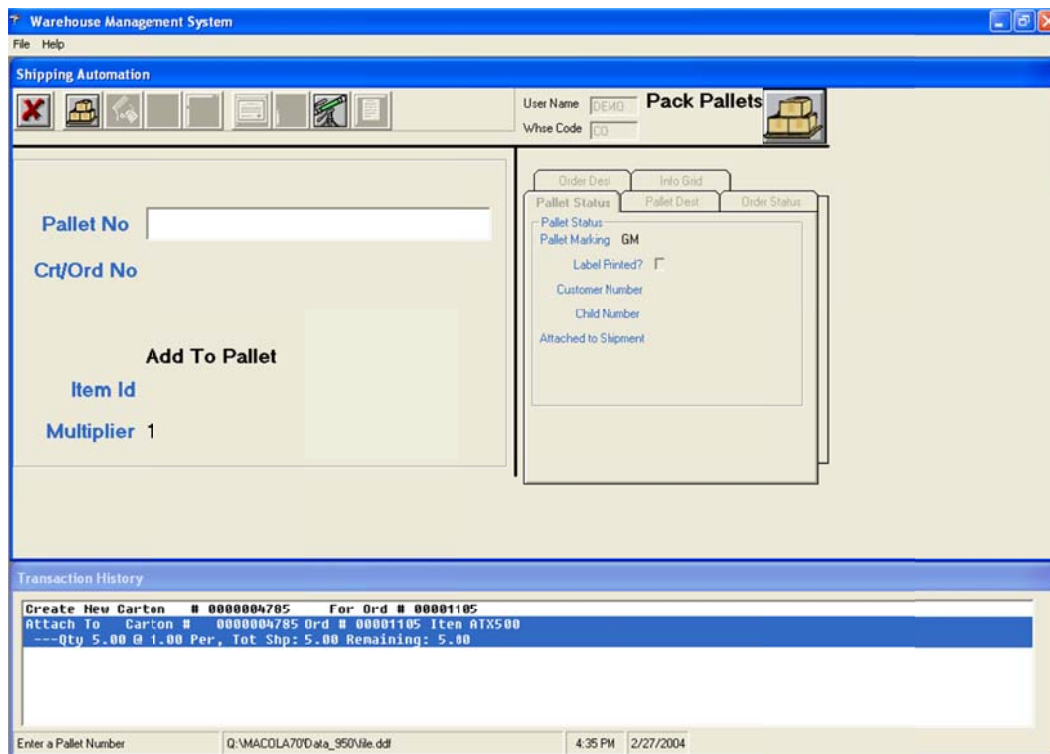 Warehouse Management System
File Help
Shipping Automation
User Name DEMO
Whse Code CO
Pack Pallets
Pallet No
Crt/Ord No
Add To Pallet
Item Id
Multiplier 1
Order Dest Info Grid
Pallet Status Pallet Dest Order Status
Pallet Status
Pallet Marking GM
Label Printed?
Customer Number
Child Number
Attached to Shipment
Transaction History
Create New Carton # 0000004785 For Ord # 00001105
Attach To Carton # 0000004785 Ord # 00001105 Item ATX500
---Qty 5.00 @ 1.00 Per, Tot Shp: 5.00 Remaining: 5.00
Enter a Pallet Number Q:\MACOLA70\Data_950\file.ddf 4:35 PM 2/27/2004